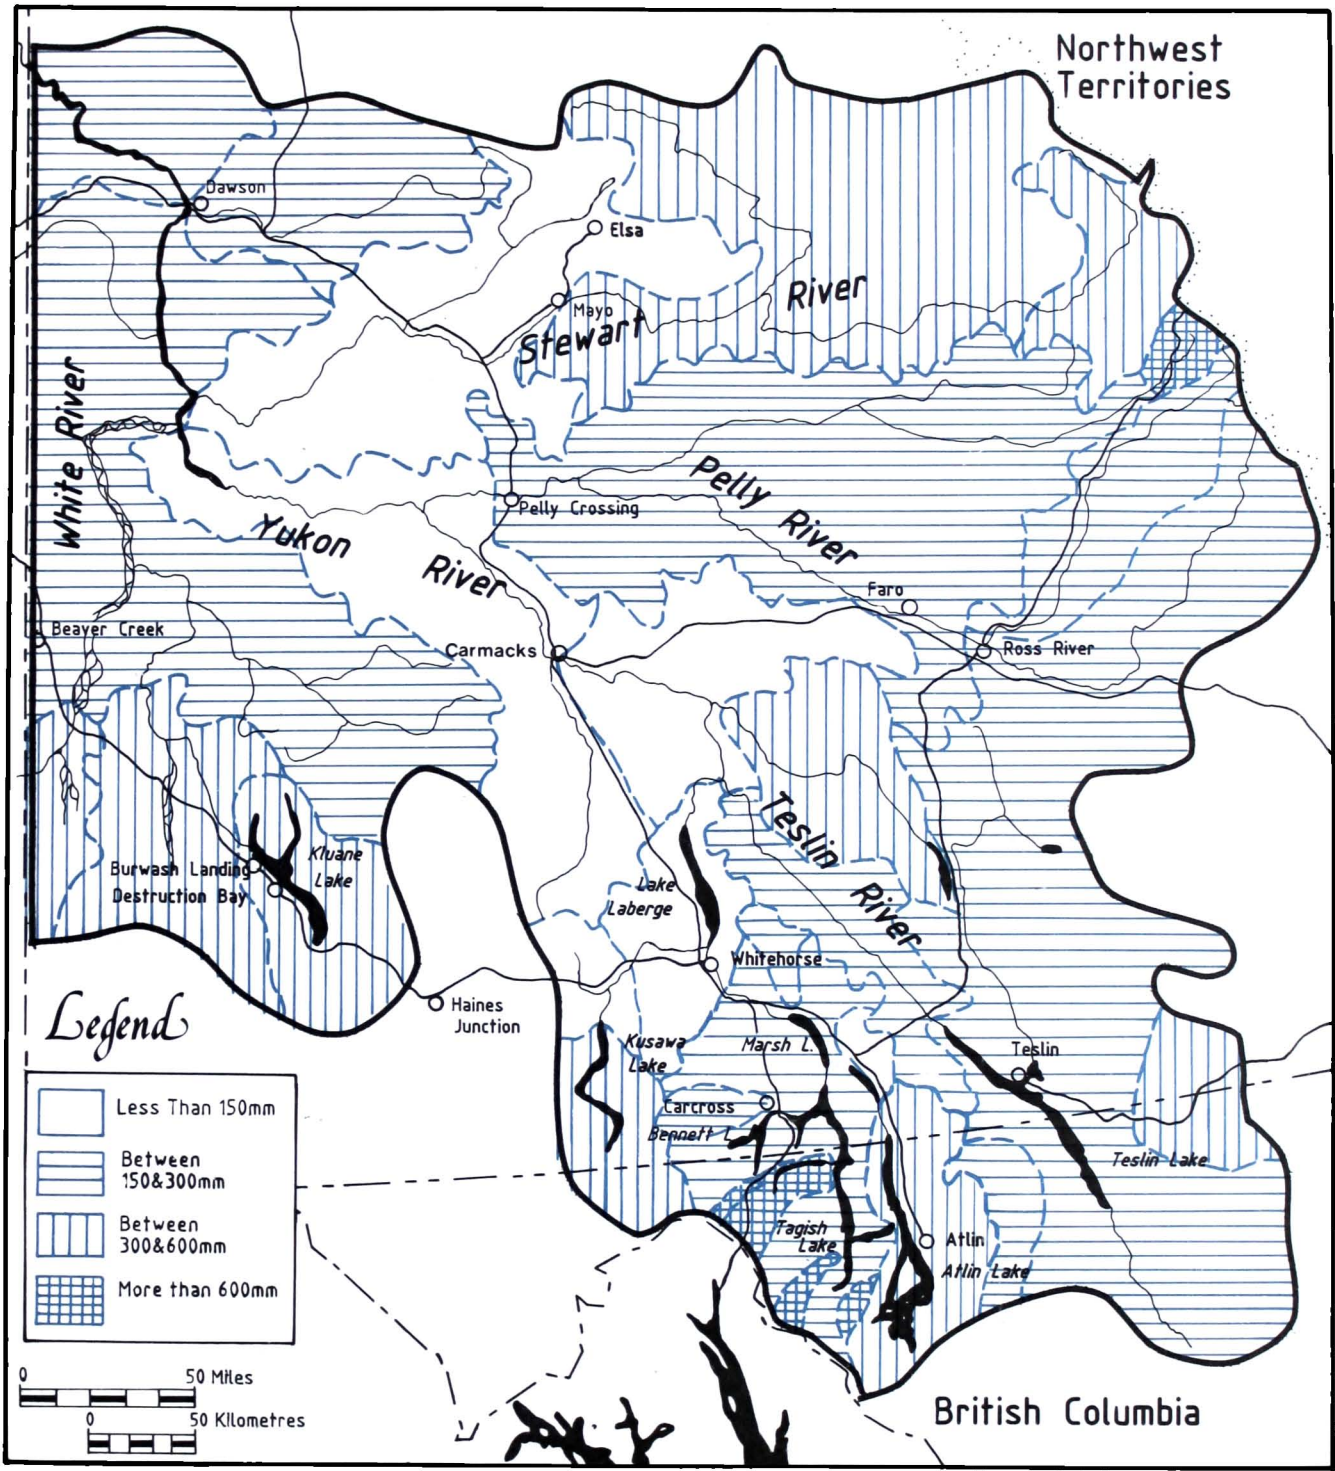 Northwest
Territories
Dawson
Elsa
Mayo
Stewart
River
White River
Pelly River
Pelly Crossing
Yukon
River
Faro
Beaver Creek
Carmacks
Ross River
Teslin
River
Kluane
Lake
Burwash Landing
Destruction Bay
Lake
Laberge
Whitehorse
Haines
Junction
Kusawa
Lake
Marsh L.
Teslin
Carcross
Bennett L.
Teslin Lake
Tagish
Lake
Atlin
Atlin Lake
Legend
Less Than 150mm
Between
150&300mm
Between
300&600mm
More than 600mm
0 50 Miles
0 50 Kilometres
British Columbia